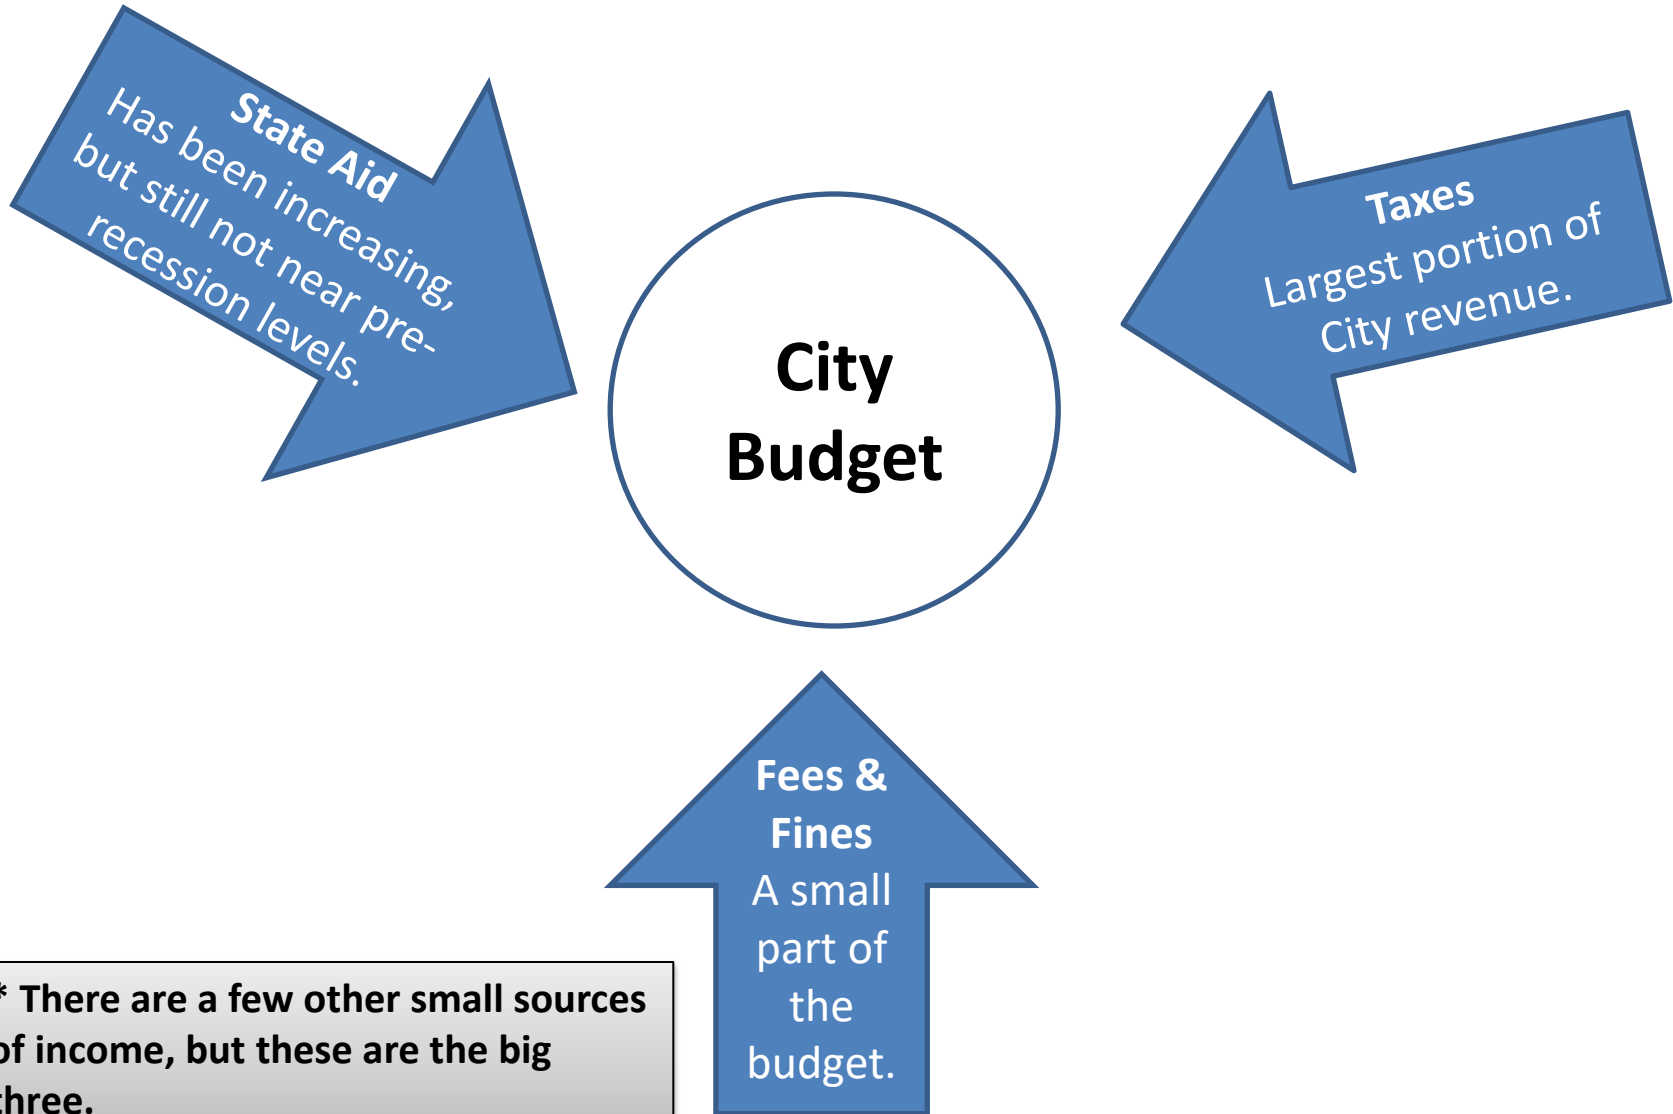 State Aid
Has been increasing,
but still not near pre-
recession levels.
Taxes
Largest portion of
City revenue.
City
Budget
Fees &
Fines
A small
part of
the
budget.
* There are a few other small sources
of income, but these are the big
three.